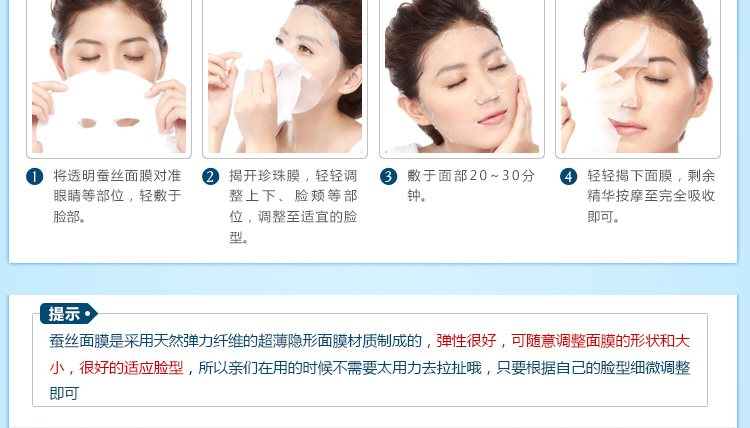 1 将透明蚕丝面膜对准
眼睛等部位，轻敷于
脸部。
2 揭开珍珠膜，轻轻调
整上下、脸颊等部
位，调整至适宜的脸
型。
3 敷于面部20~30分
钟。
4 轻轻揭下面膜，剩余
精华按摩至完全吸收
即可。
提示
蚕丝面膜是采用天然弹力纤维的超薄隐形面膜材质制成的，弹性很好，可随意调整面膜的形状和大
小，很好的适应脸型，所以亲们在用的时候不需要太用力去拉扯哦，只要根据自己的脸型细微调整
即可